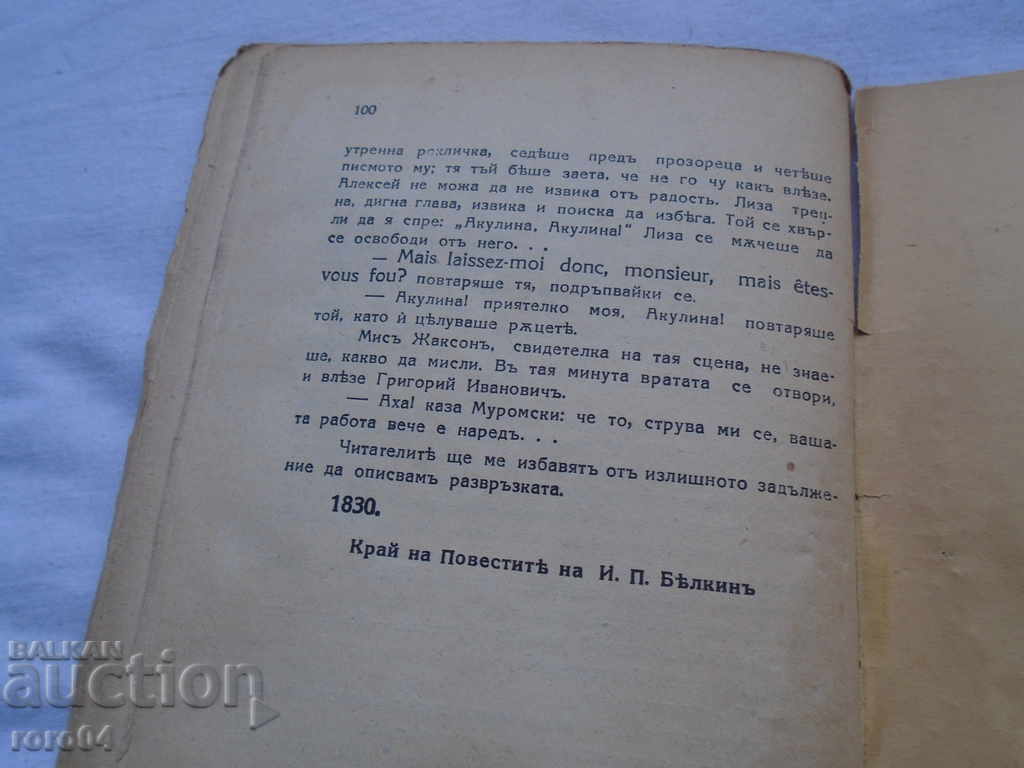 100
утренна рокличка, седѣше предъ прозореца и четѣше
писмото му; тя тъй бѣше заета, че не го чу какъ влѣзе.
Алексей не можа да не извика отъ радость. Лиза трещ-
на, дигна глава, извика и поиска да избѣга. Той се хвър-
ли да я спре: „Акулина, Акулина!" Лиза се мѫчеше да
се освободи отъ него. . .
— Mais laissez-moi donc, monsieur, mais êtes-
vous fou? повтаряше тя, подръпвайки се.
— Акулина! приятелко моя, Акулина! повтаряше
той, като ѝ цѣлуваше рѫцетѣ.
Мисъ Жаксонъ, свидетелка на тая сцена, не знае-
ше, какво да мисли. Въ тая минута вратата се отвори,
и влѣзе Григорий Ивановичъ.
— Аха! каза Муромски: че то, струва ми се, ваша-
та работа вече е наредъ. . .
Читателитѣ ще ме избавятъ отъ излишното задълже-
ние да описвамъ развръзката.
1830.
Край на Повеститѣ на И. П. Бѣлкинъ
BALKAN
auction
roro04